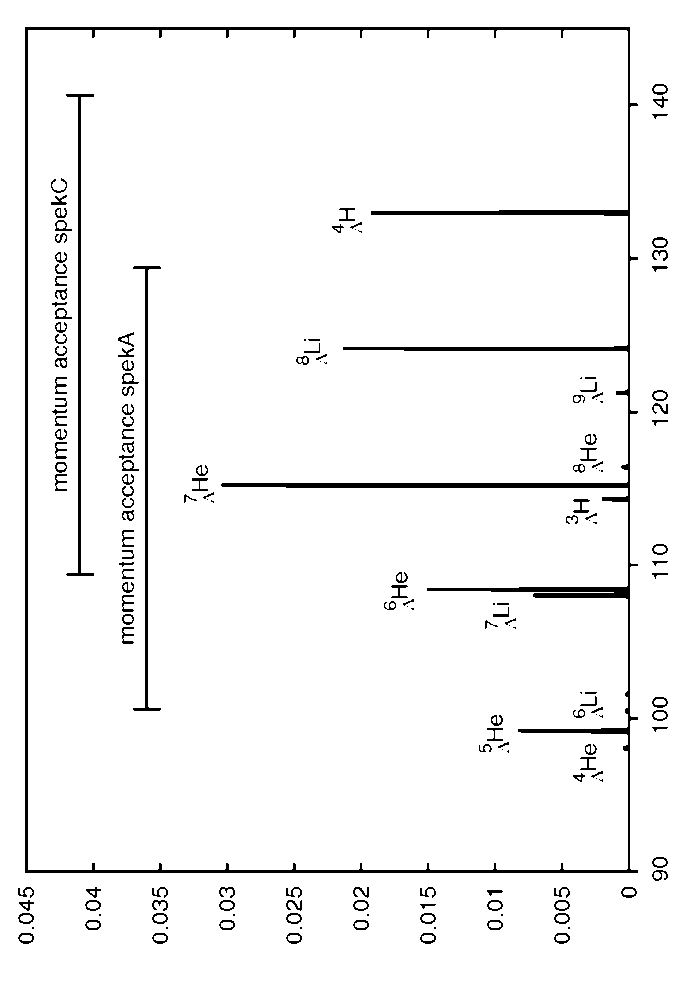 0.045
0.04
0.035
0.03
0.025
0.02
0.015
0.01
0.005
0
90
100
110
120
130
140
momentum acceptance spekC
momentum acceptance spekA
⁴ΛHe
⁵ΛHe
⁶ΛLi
⁷ΛLi
⁶ΛHe
³ΛH
⁷ΛHe
⁸ΛHe
⁹ΛLi
⁸ΛLi
⁴ΛH